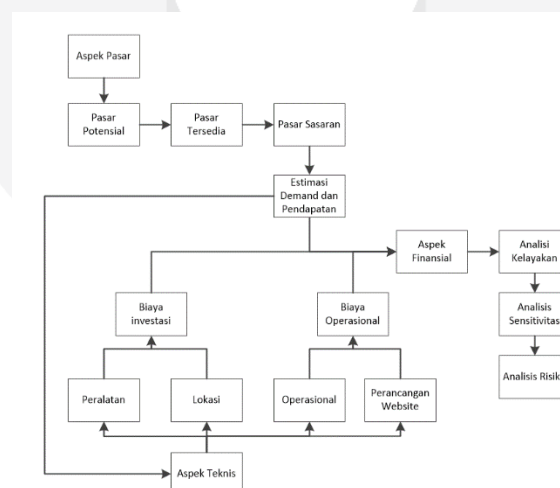 Aspek Pasar
Pasar
Potensial
Pasar
Tersedia
Pasar Sasaran
Estimasi
Demand dan
Pendapatan
Aspek
Finansial
Analisi
Kelayakan
Biaya
investasi
Biaya
Operasional
Analisis
Sensitivitas
Peralatan
Lokasi
Operasional
Perancangan
Website
Analisis Risik
Aspek Teknis